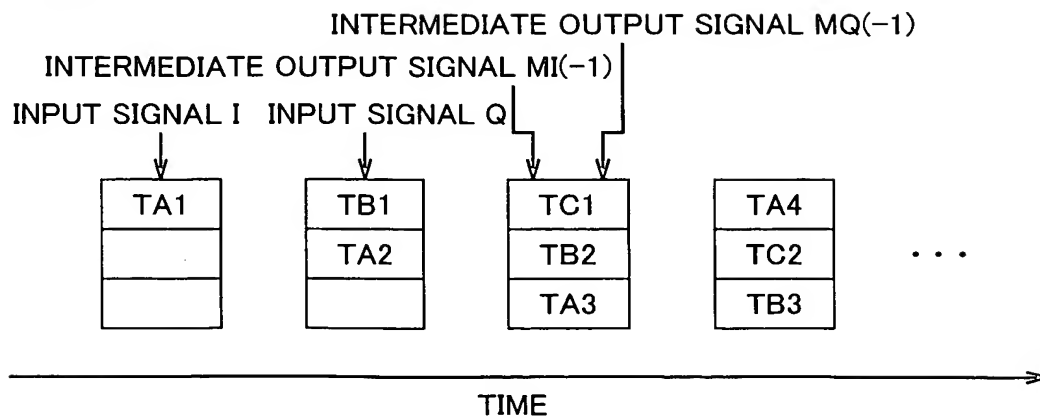 INTERMEDIATE OUTPUT SIGNAL MQ(-1)
INTERMEDIATE OUTPUT SIGNAL MI(-1)
INPUT SIGNAL I INPUT SIGNAL Q
TA1 TB1 TC1 TA4
TA2 TB2 TC2 ...
TA3 TB3
TIME